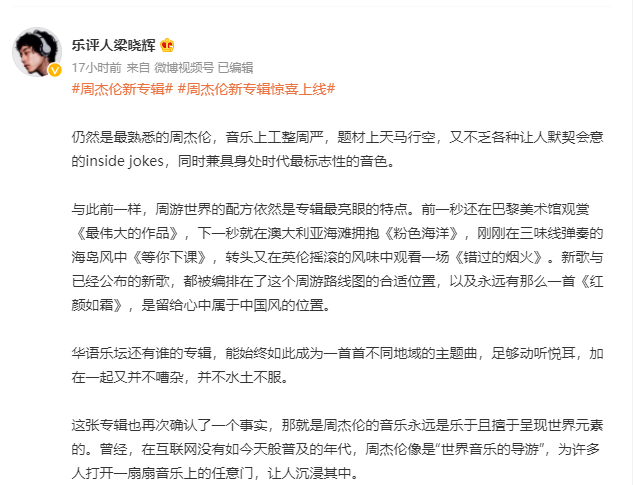 乐评人梁晓辉
17小时前 来自 微博视频号 已编辑
#周杰伦新专辑# #周杰伦新专辑惊喜上线#
仍然是最熟悉的周杰伦，音乐上工整周严，题材上天马行空，又不乏各种让人默契会意
的inside jokes，同时兼具身处时代最标志性的音色。
与此前一样，周游世界的配方依然是专辑最亮眼的特点。前一秒还在巴黎美术馆观赏
《最伟大的作品》，下一秒就在澳大利亚海滩拥抱《粉色海洋》，刚刚在三味线弹奏的
海岛风中《等你下课》，转头又在英伦摇滚的风味中观看一场《错过的烟火》。新歌与
已经公布的新歌，都被编排在了这个周游路线图的合适位置，以及永远有那么一首《红
颜如霜》，是留给心中属于中国风的位置。
华语乐坛还有谁的专辑，能始终如此成为一首首不同地域的主题曲，足够动听悦耳，加
在一起又并不嘈杂，并不水土不服。
这张专辑也再次确认了一个事实，那就是周杰伦的音乐永远是乐于且擅于呈现世界元素
的。曾经，在互联网没有如今天般普及的年代，周杰伦像是“世界音乐的导游”，为许多
人打开一扇扇音乐上的任意门，让人沉浸其中。